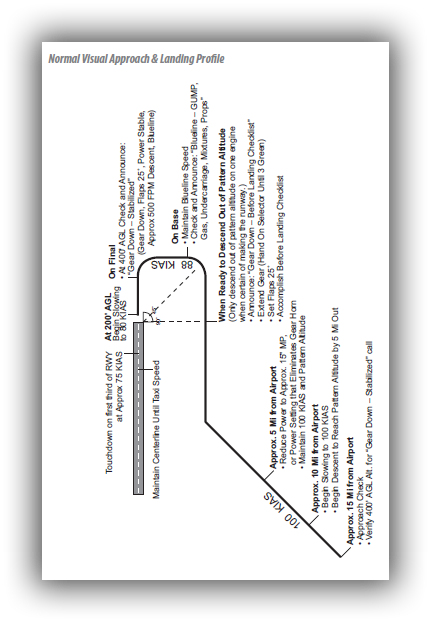 Normal Visual Approach & Landing Profile
Touchdown on first third of RWY
at Approx 75 KIAS
Maintain Centerline Until Taxi Speed
At 200' AGL
Begin Slowing
to 80 KIAS
On Final
• At 400' AGL Check and Announce:
"Gear Down – Stabilized"
(Gear Down, Flaps 25°, Power Stable,
Approx 500 FPM Descent, Blueline)
88 KIAS
On Base
• Maintain Blueline Speed
• Check and Announce: "Blueline – GUMP,
Gas, Undercarriage, Mixtures, Props"
When Ready to Descend Out of Pattern Altitude
(Only descend out of pattern altitude on one engine
when certain of making the runway.)
• Announce: "Gear Down – Before Landing Checklist"
• Extend Gear (Hand On Selector Until 3 Green)
• Set Flaps 25°
• Accomplish Before Landing Checklist
Approx. 5 Mi from Airport
• Reduce Power to Approx. 15" MP,
or Power Setting that Eliminates Gear Horn
• Maintain 100 KIAS and Pattern Altitude
100 KIAS
Approx. 10 Mi from Airport
• Begin Slowing to 100 KIAS
• Begin Descent to Reach Pattern Altitude by 5 Mi Out
Approx. 15 Mi from Airport
• Approach Check
• Verify 400' AGL Alt. for "Gear Down – Stabilized" call